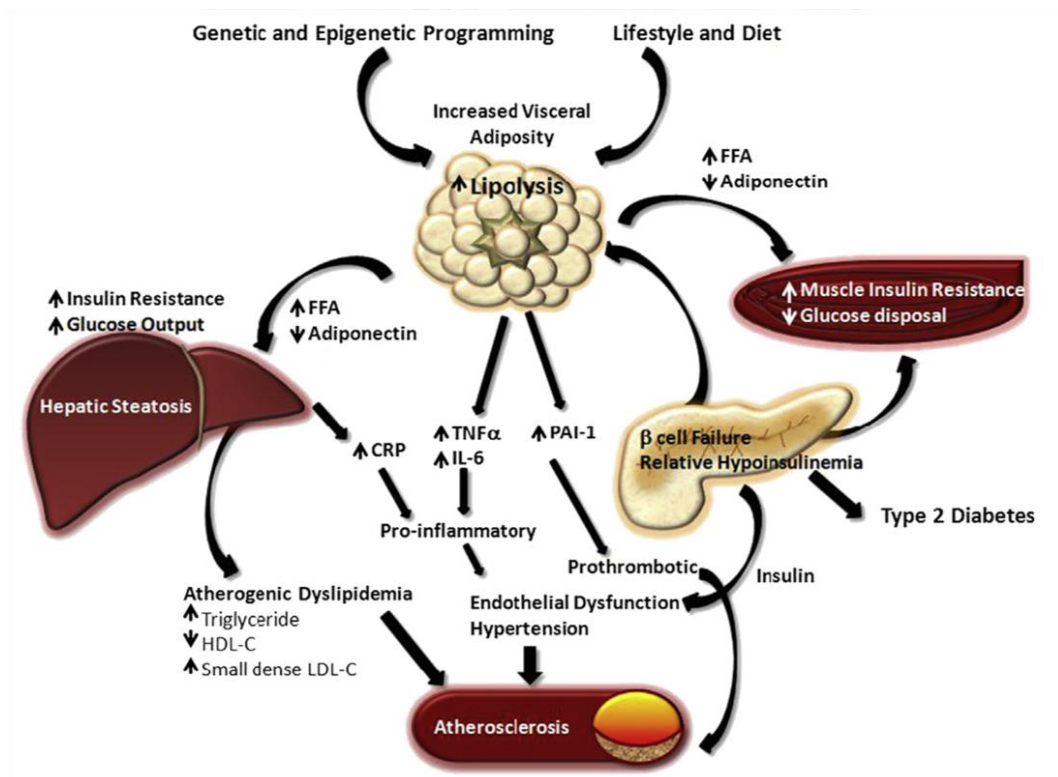 Genetic and Epigenetic Programming
Lifestyle and Diet
Increased Visceral
Adiposity
↑ Lipolysis
↑ FFA
↓ Adiponectin
↑ Insulin Resistance
↑ Glucose Output
↑ FFA
↓ Adiponectin
↑ Muscle Insulin Resistance
↓ Glucose disposal
Hepatic Steatosis
↑ CRP
↑ TNFα
↑ IL-6
↑ PAI-1
β cell Failure
Relative Hypoinsulinemia
Type 2 Diabetes
Pro-inflammatory
Prothrombotic
Insulin
Atherogenic Dyslipidemia
↑ Triglyceride
↓ HDL-C
↑ Small dense LDL-C
Endothelial Dysfunction
Hypertension
Atherosclerosis